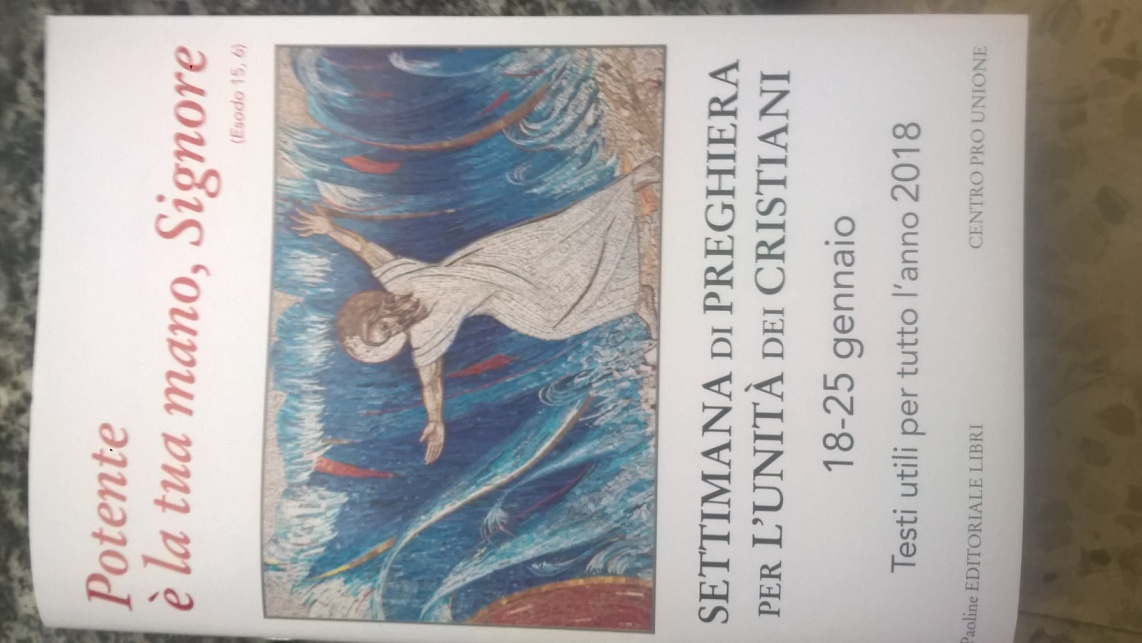 Potente
è la tua mano, Signore
(Esodo 15, 6)
SETTIMANA DI PREGHIERA
PER L'UNITÀ DEI CRISTIANI
18-25 gennaio
Testi utili per tutto l'anno 2018
Paoline EDITORIALE LIBRI
CENTRO PRO UNIONE